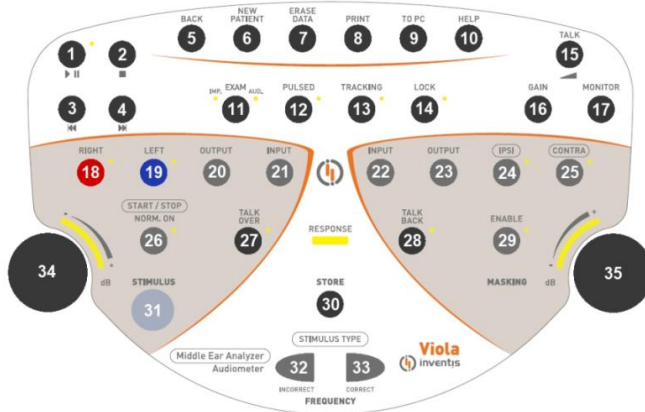 BACK NEW PATIENT ERASE DATA PRINT TO PC HELP TALK
1 2 5 6 7 8 9 10 15
IMP. EXAM AUD. PULSED TRACKING LOCK GAIN MONITOR
3 4 11 12 13 14 16 17
RIGHT LEFT OUTPUT INPUT INPUT OUTPUT IPSI CONTRA
18 19 20 21 22 23 24 25
START / STOP
NORM. ON TALK OVER RESPONSE TALK BACK ENABLE
26 27 28 29
34 35
dB STIMULUS STORE MASKING dB
31 30
STIMULUS TYPE
Middle Ear Analyzer Viola
Audiometer 32 33 inventis
INCORRECT CORRECT
FREQUENCY